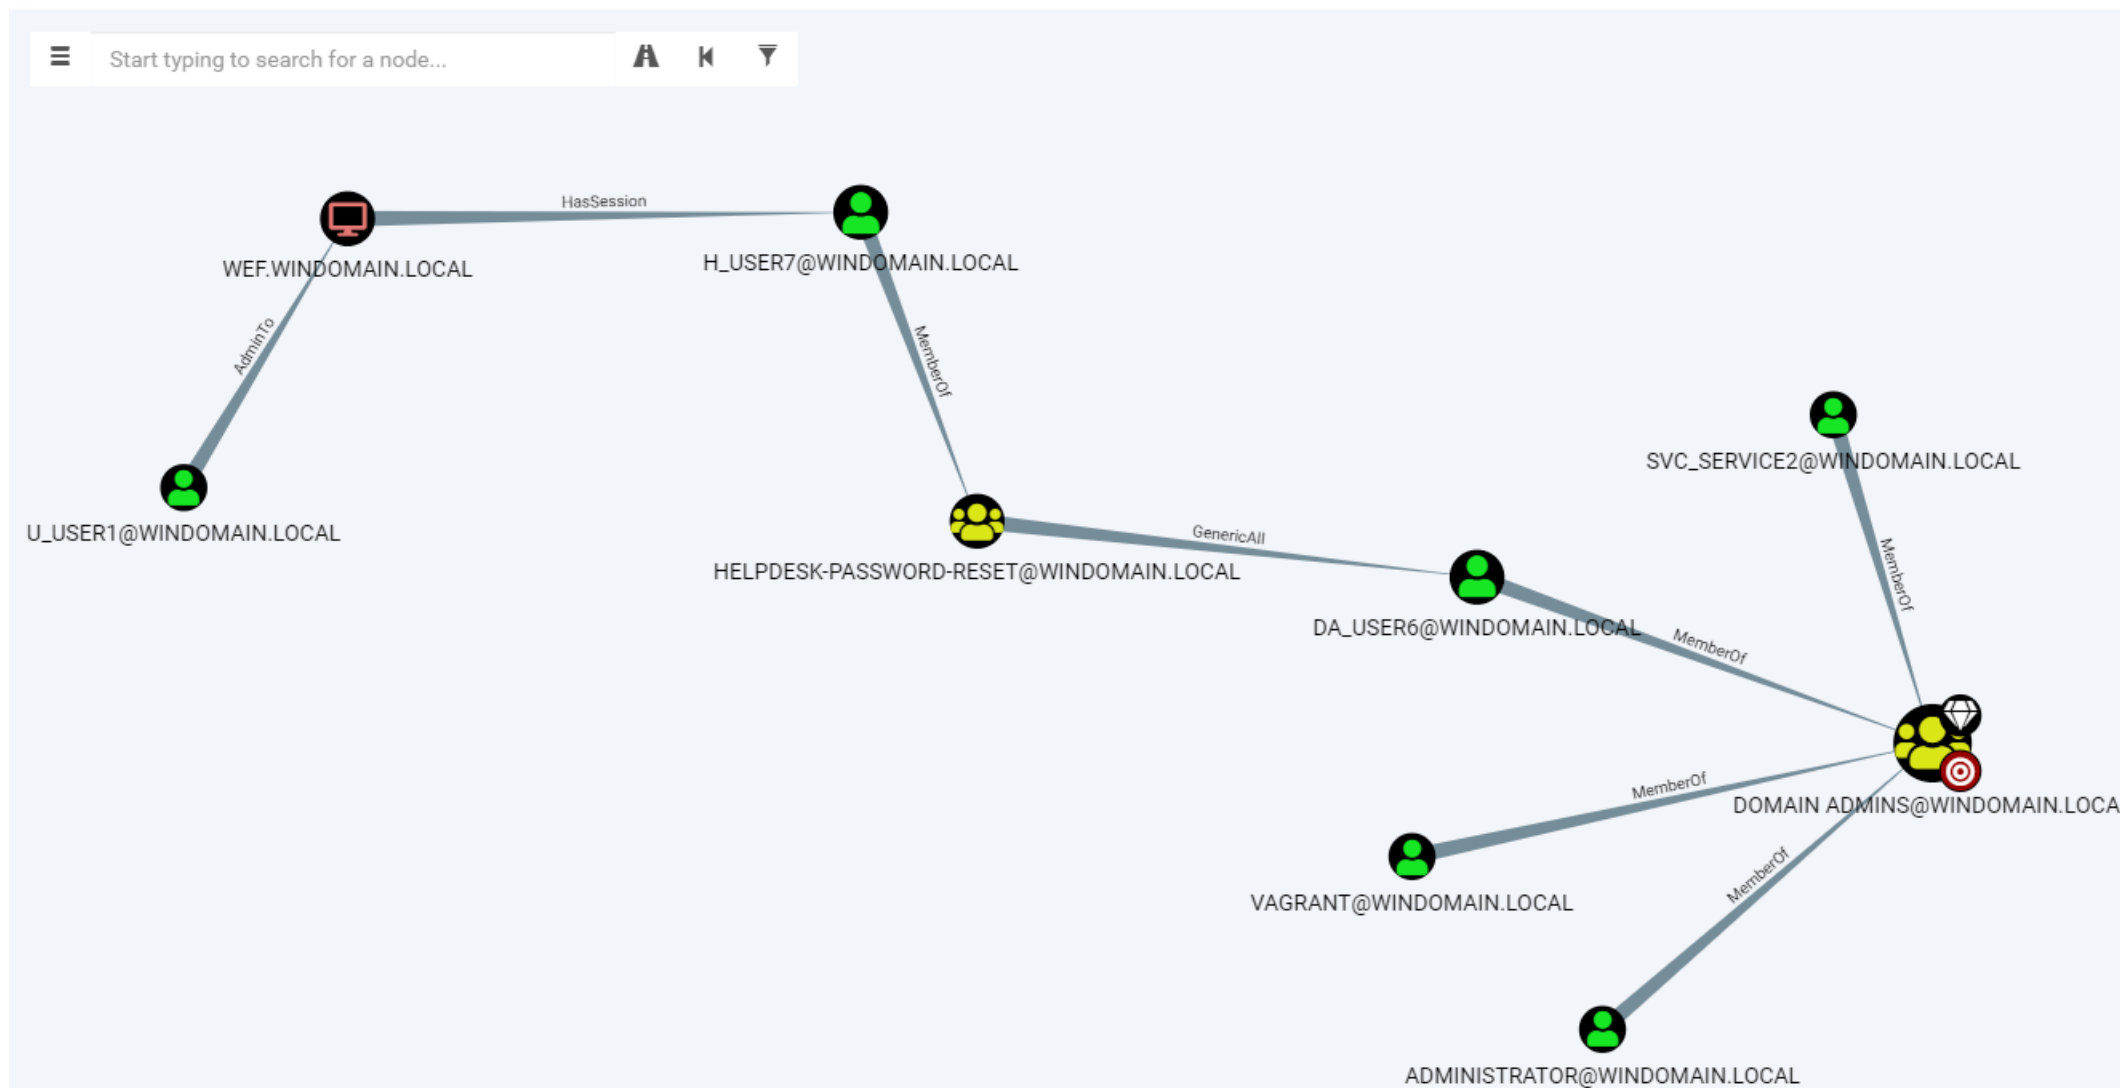 Start typing to search for a node...
HasSession
WEF.WINDOMAIN.LOCAL
H_USER7@WINDOMAIN.LOCAL
AdminTo
MemberOf
U_USER1@WINDOMAIN.LOCAL
SVC_SERVICE2@WINDOMAIN.LOCAL
GenericAll
HELPDESK-PASSWORD-RESET@WINDOMAIN.LOCAL
MemberOf
DA_USER6@WINDOMAIN.LOCAL
MemberOf
MemberOf
DOMAIN ADMINS@WINDOMAIN.LOCA
VAGRANT@WINDOMAIN.LOCAL
MemberOf
ADMINISTRATOR@WINDOMAIN.LOCAL